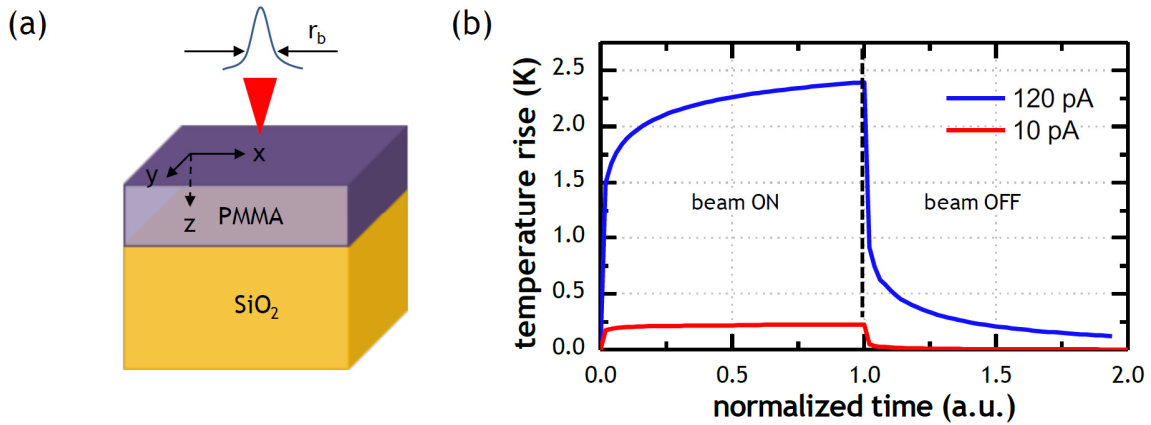 (a)
r_b
x
y
z
PMMA
SiO₂
(b)
temperature rise (K)
2.5
2.0
1.5
1.0
0.5
0.0
120 pA
10 pA
beam ON
beam OFF
0.0 0.5 1.0 1.5 2.0
normalized time (a.u.)